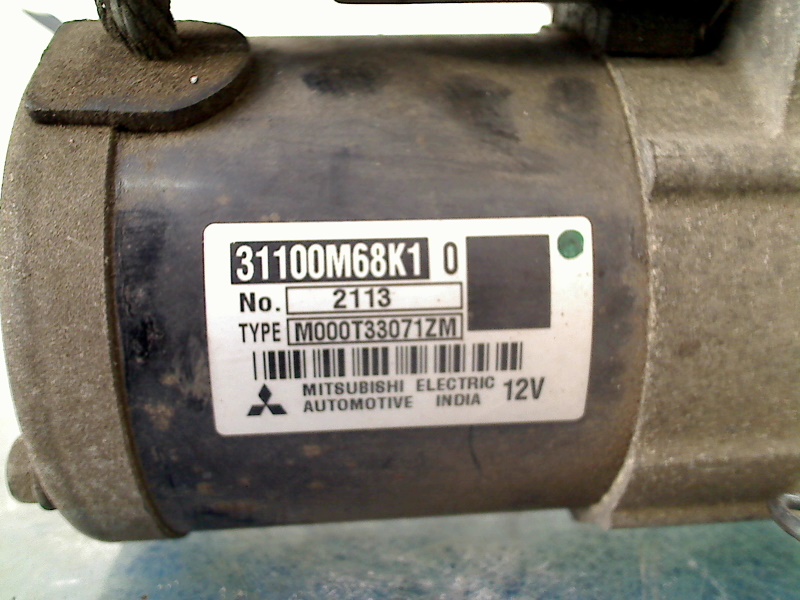 31100M68K1 0
No. 2113
TYPE M000T33071ZM
MITSUBISHI ELECTRIC
AUTOMOTIVE INDIA 12V